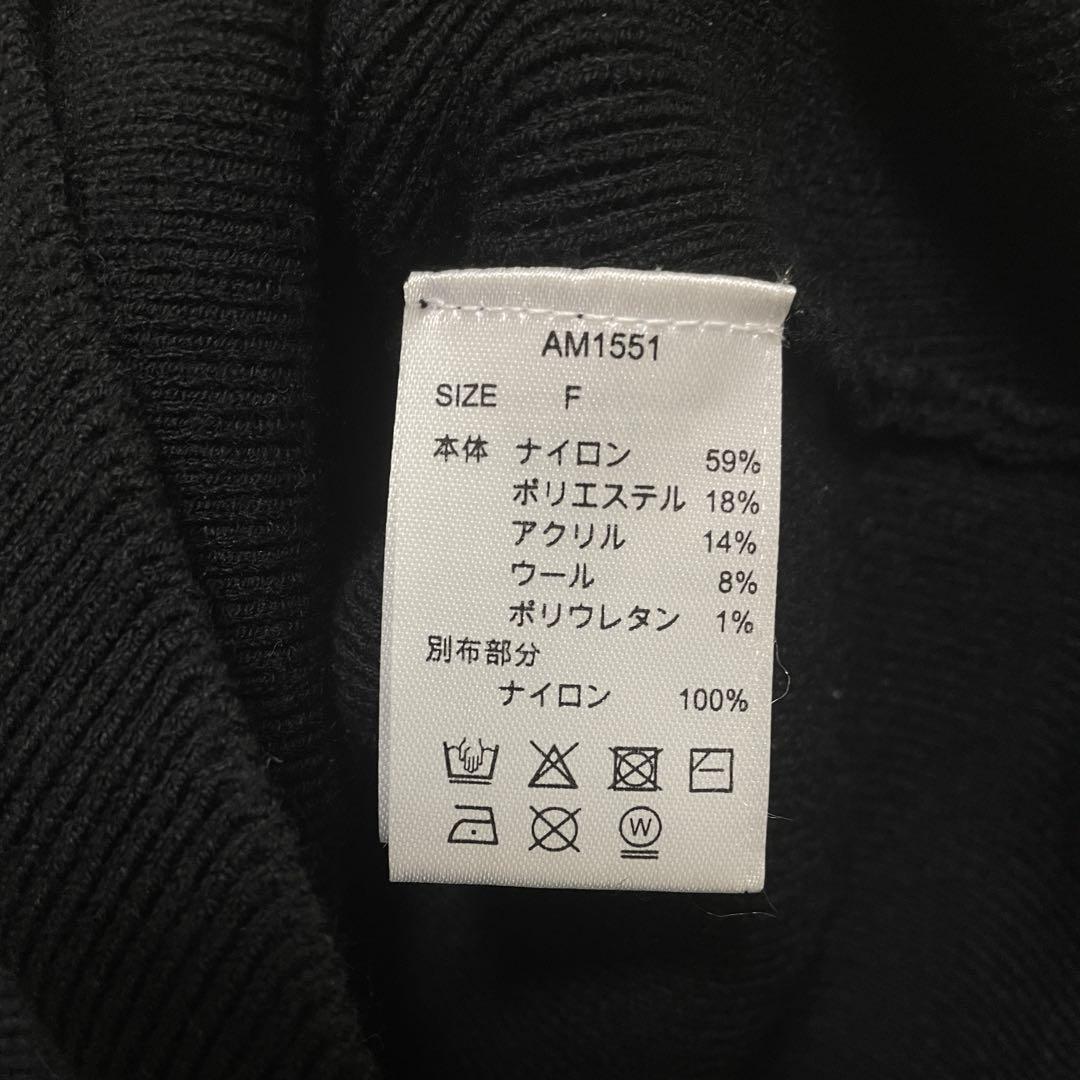 AM1551
SIZE F
本体 ナイロン 59%
ポリエステル 18%
アクリル 14%
ウール 8%
ポリウレタン 1%
別布部分
ナイロン 100%
W